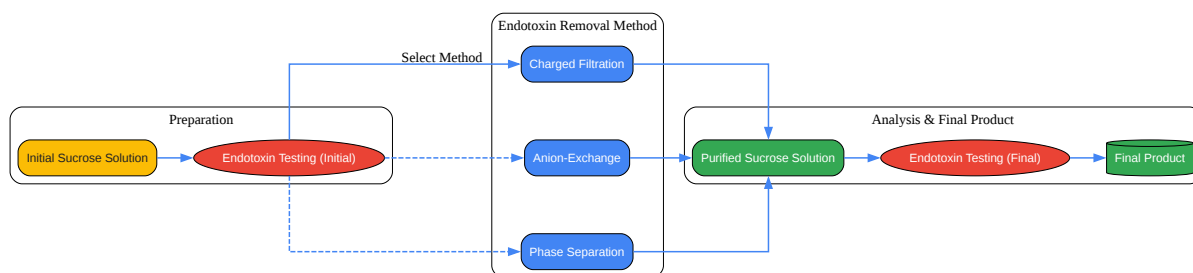 Endotoxin Removal Method
Select Method
Charged Filtration
Preparation
Analysis & Final Product
Initial Sucrose Solution
Endotoxin Testing (Initial)
Anion-Exchange
Purified Sucrose Solution
Endotoxin Testing (Final)
Final Product
Phase Separation